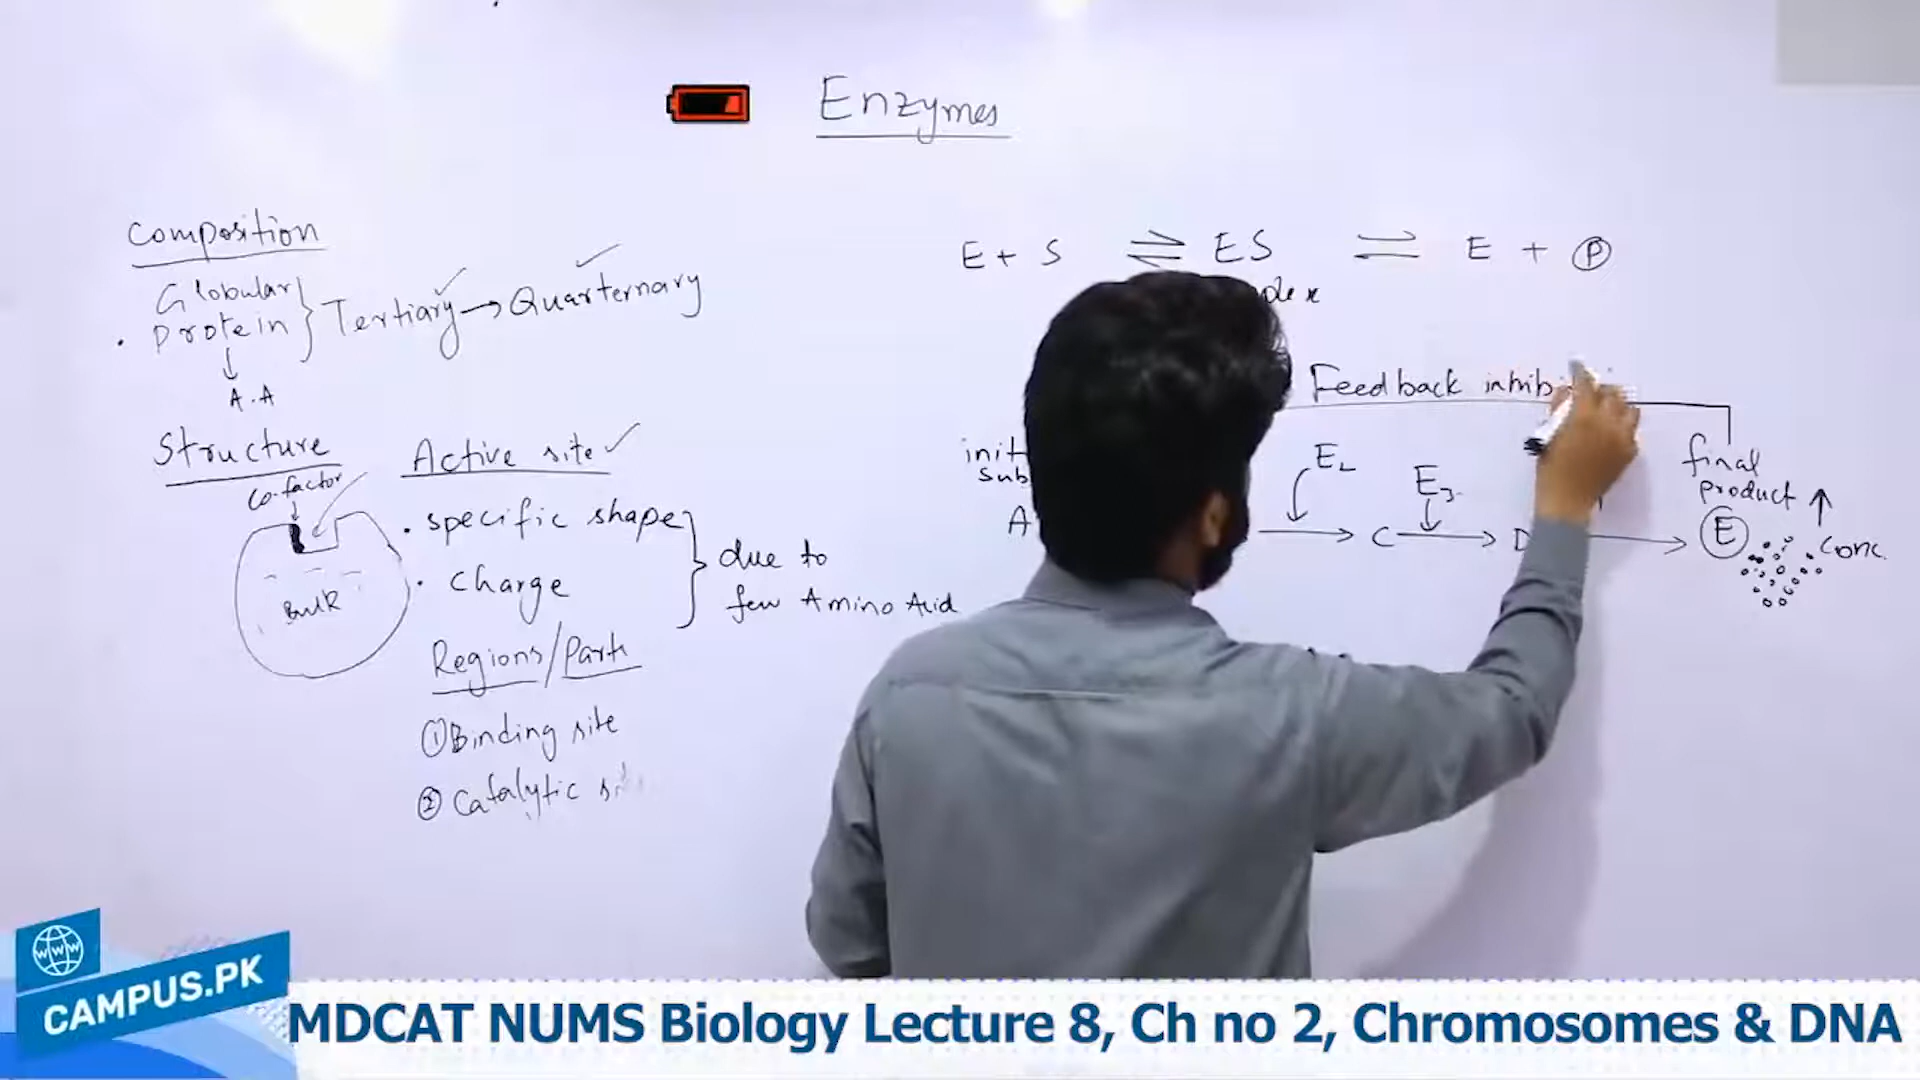 Enzymes
Composition
Globular
Protein
Tertiary → Quarternary
A.A
Structure
Co-factor
Bulk
Active site ✓
• specific shape
• charge
due to
few Amino Acid
Regions/Parts
① Binding site
② Catalytic
E + S ⇌ ES ⇌ E + Ⓟ
Feedback
final
product ↑
A
E₂
E₃
C
Ⓔ
Conc.
WWW
CAMPUS.PK
MDCAT NUMS Biology Lecture 8, Ch no 2, Chromosomes & DNA